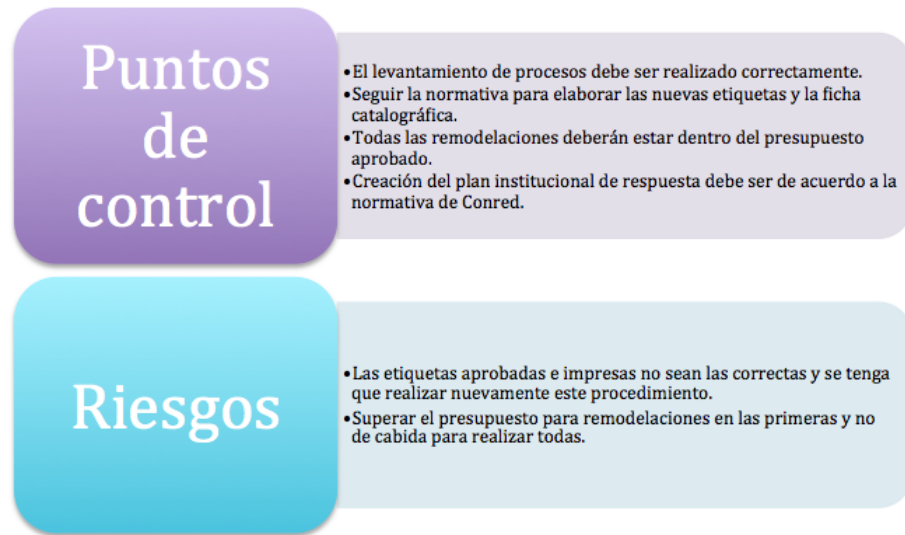 Puntos
de
control
•El levantamiento de procesos debe ser realizado correctamente.
•Seguir la normativa para elaborar las nuevas etiquetas y la ficha
catalográfica.
•Todas las remodelaciones deberán estar dentro del presupuesto
aprobado.
•Creación del plan institucional de respuesta debe ser de acuerdo a la
normativa de Conred.
Riesgos
•Las etiquetas aprobadas e impresas no sean las correctas y se tenga
que realizar nuevamente este procedimiento.
•Superar el presupuesto para remodelaciones en las primeras y no
de cabida para realizar todas.